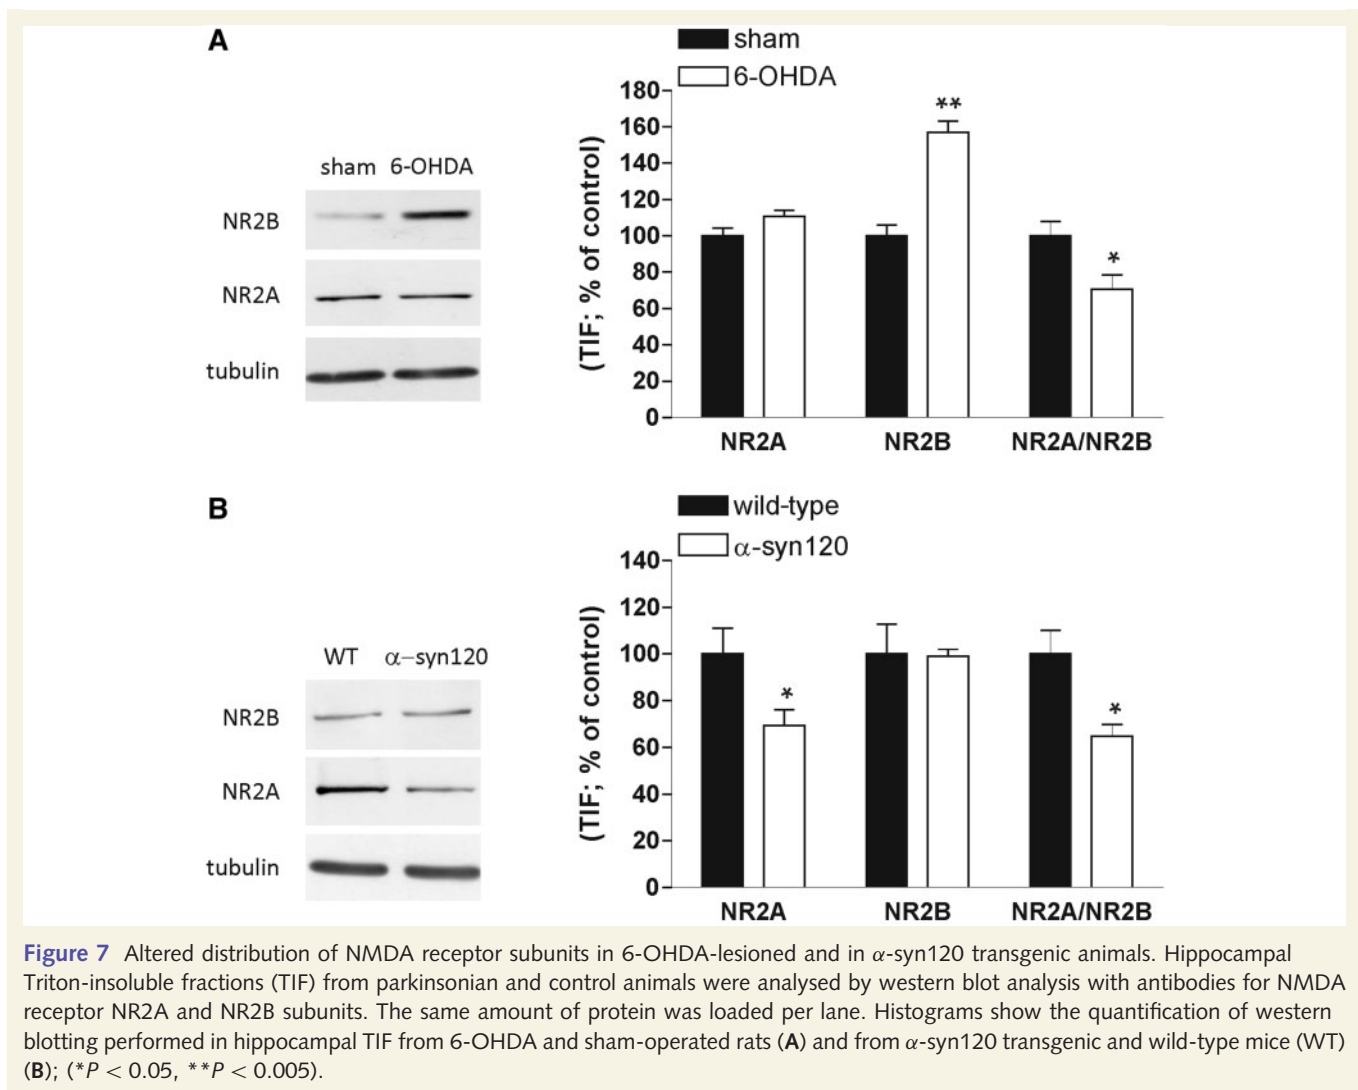 A
sham
6-OHDA
sham 6-OHDA
NR2B
NR2A
tubulin
(TIF; % of control)
180
160
140
120
100
80
60
40
20
0
**
*
NR2A NR2B NR2A/NR2B
B
wild-type
α-syn120
WT α–syn120
NR2B
NR2A
tubulin
(TIF; % of control)
140
120
100
80
60
40
20
0
*
*
NR2A NR2B NR2A/NR2B
Figure 7 Altered distribution of NMDA receptor subunits in 6-OHDA-lesioned and in α-syn120 transgenic animals. Hippocampal
Triton-insoluble fractions (TIF) from parkinsonian and control animals were analysed by western blot analysis with antibodies for NMDA
receptor NR2A and NR2B subunits. The same amount of protein was loaded per lane. Histograms show the quantification of western
blotting performed in hippocampal TIF from 6-OHDA and sham-operated rats (A) and from α-syn120 transgenic and wild-type mice (WT)
(B); (*P < 0.05, **P < 0.005).